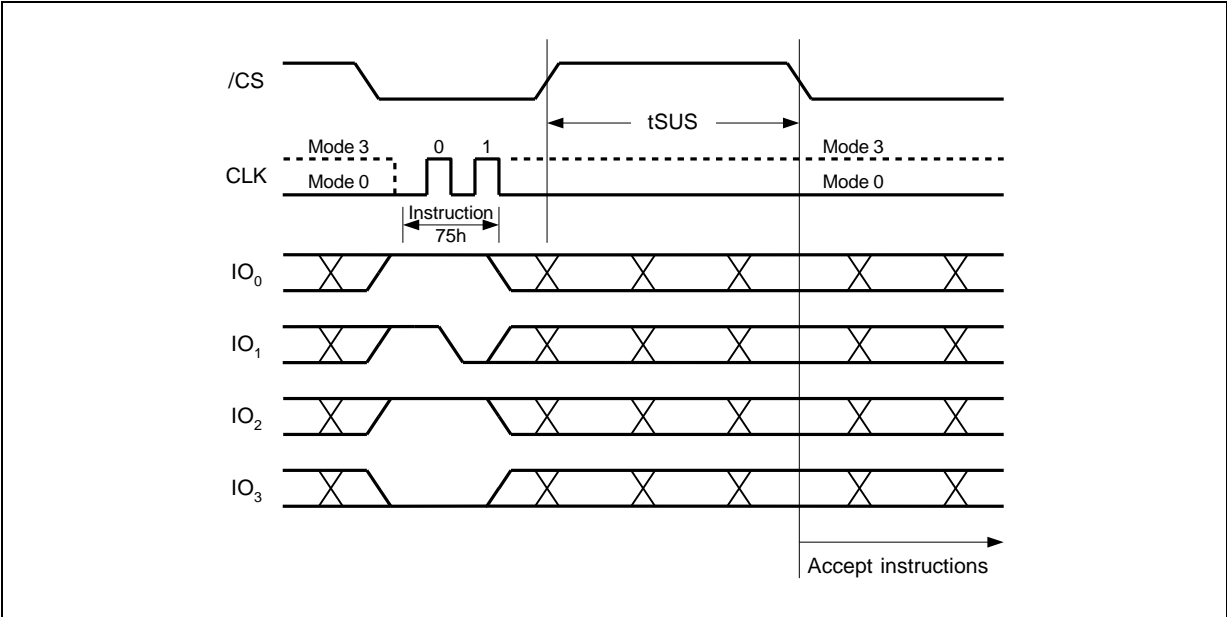 /CS
tSUS
Mode 3 0 1 Mode 3
CLK
Mode 0 Mode 0
Instruction
75h
IO₀
IO₁
IO₂
IO₃
Accept instructions